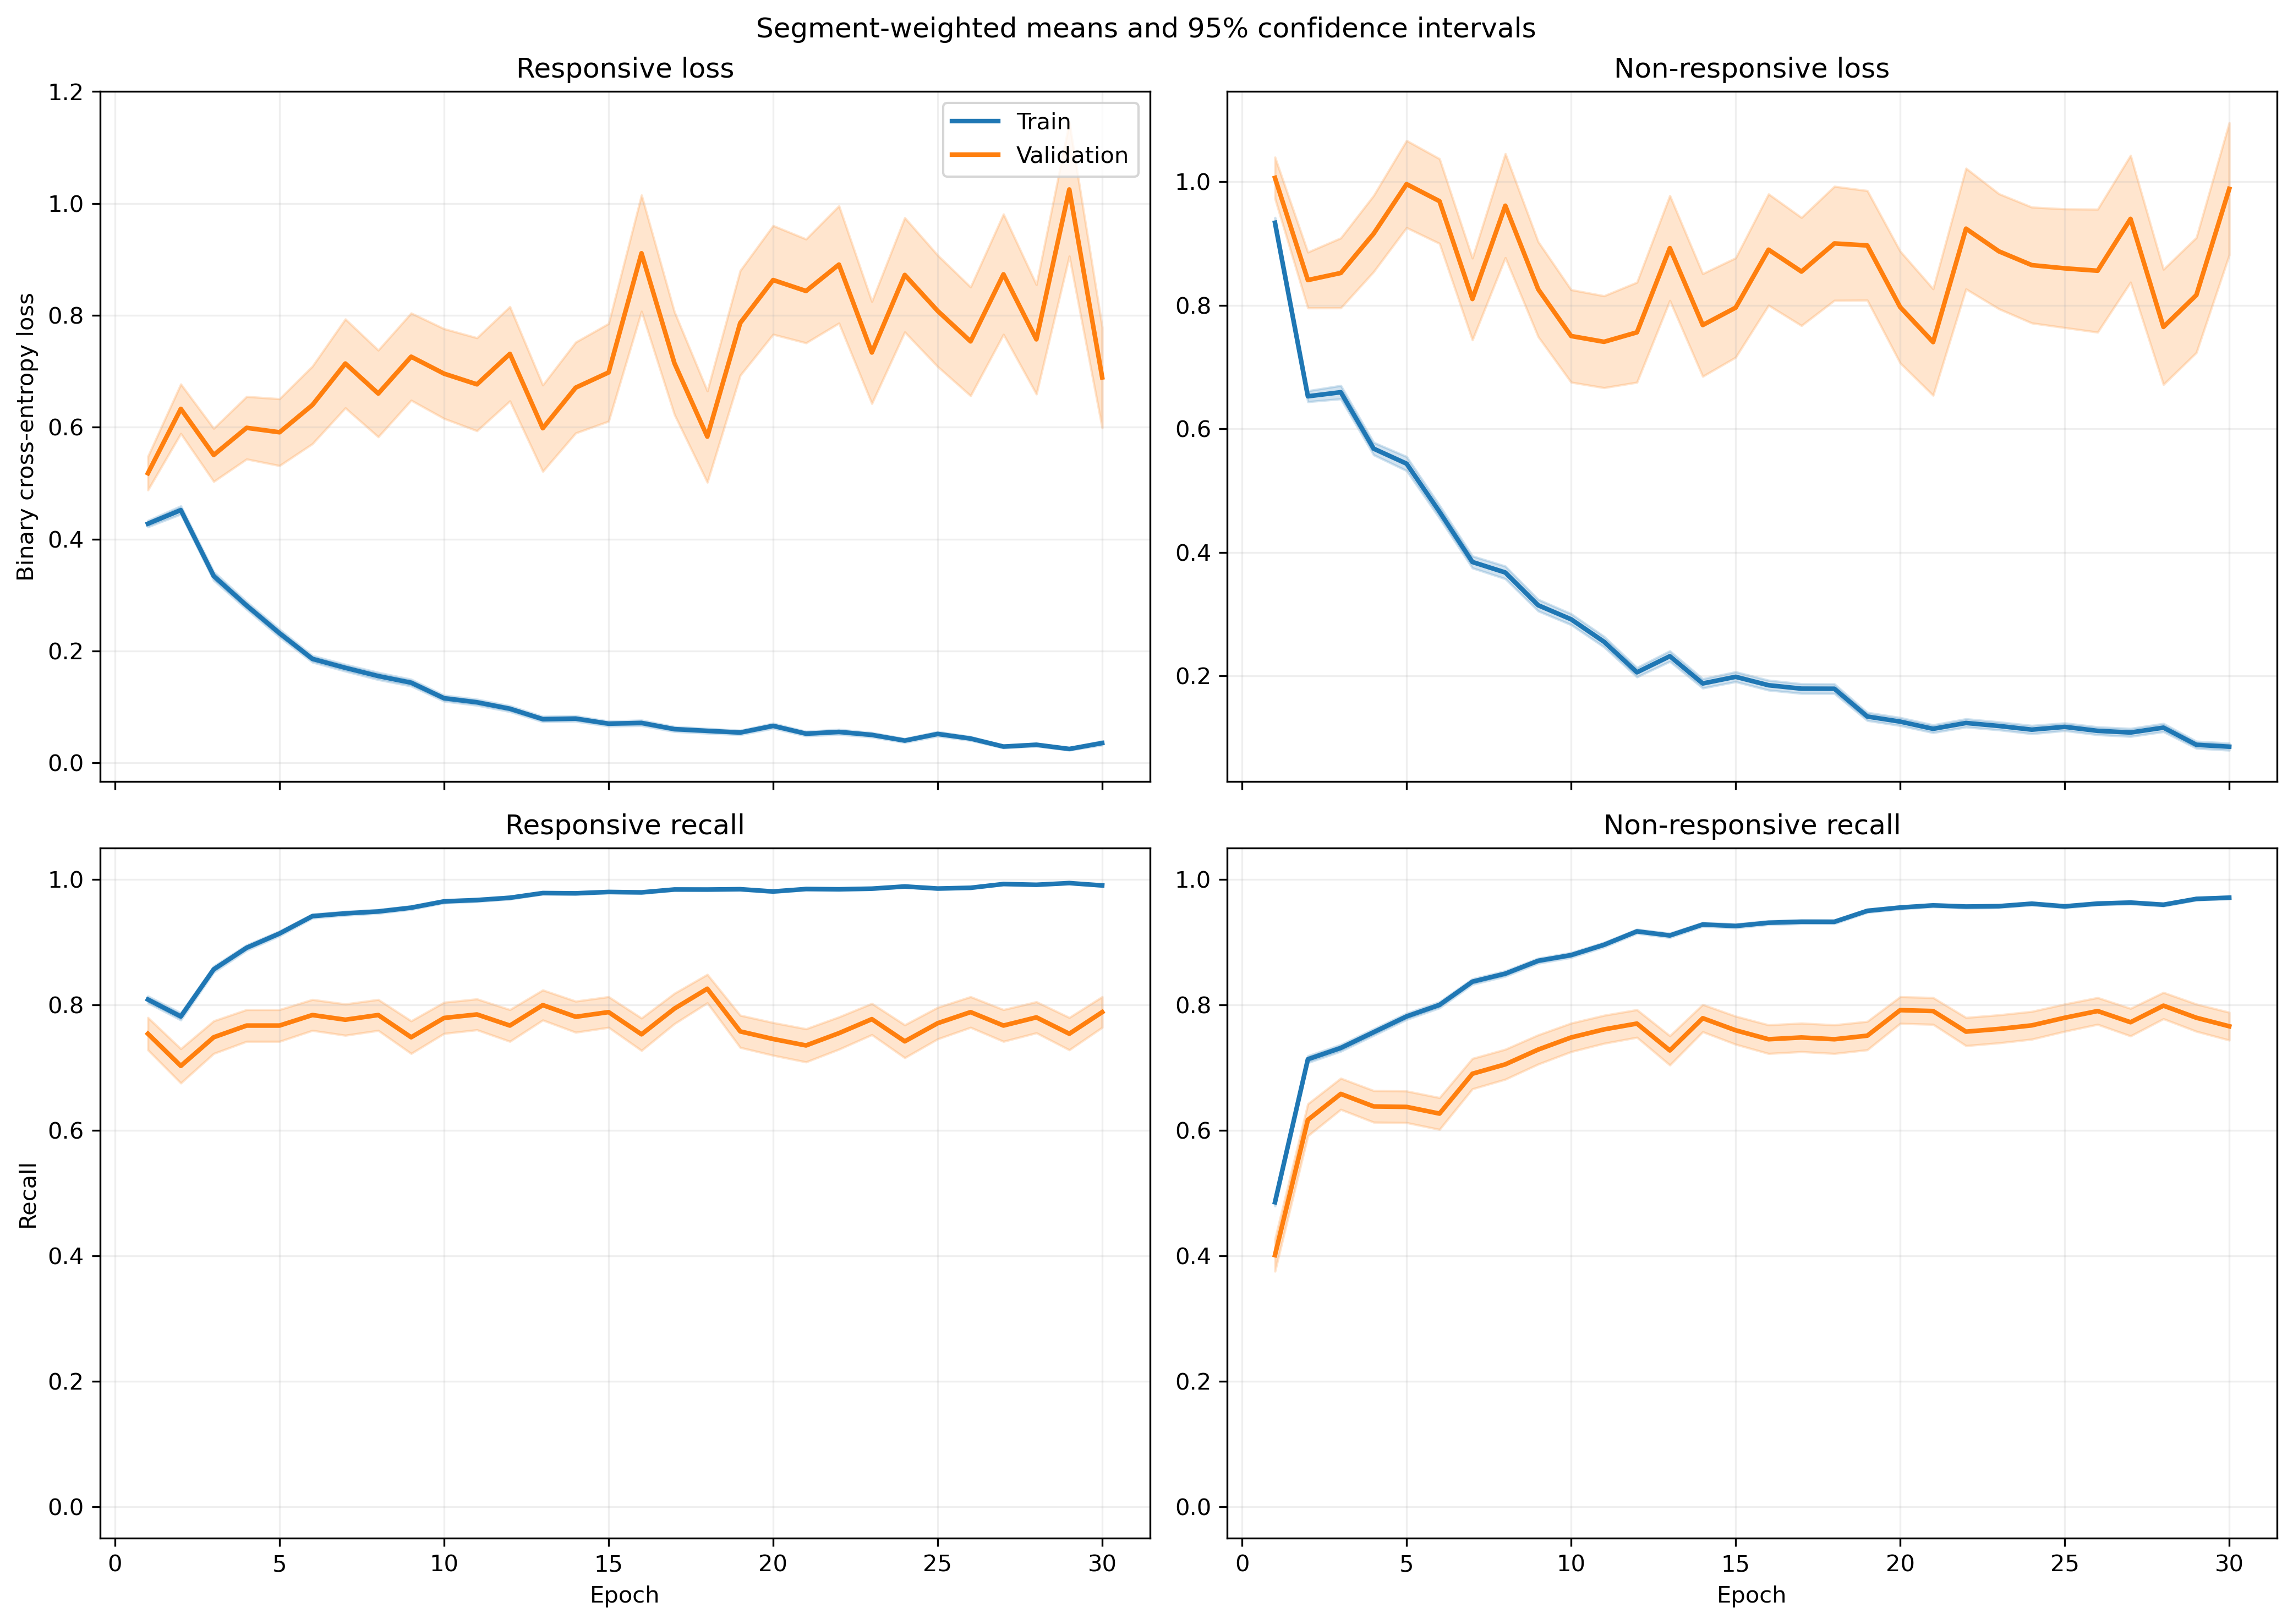 Segment-weighted means and 95% confidence intervals
Responsive loss
1.2
1.0
0.8
0.6
0.4
0.2
0.0
Binary cross-entropy loss
Train
Validation
Non-responsive loss
1.0
0.8
0.6
0.4
0.2
Responsive recall
1.0
0.8
0.6
0.4
0.2
0.0
Recall
0 5 10 15 20 25 30
Epoch
Non-responsive recall
1.0
0.8
0.6
0.4
0.2
0.0
0 5 10 15 20 25 30
Epoch